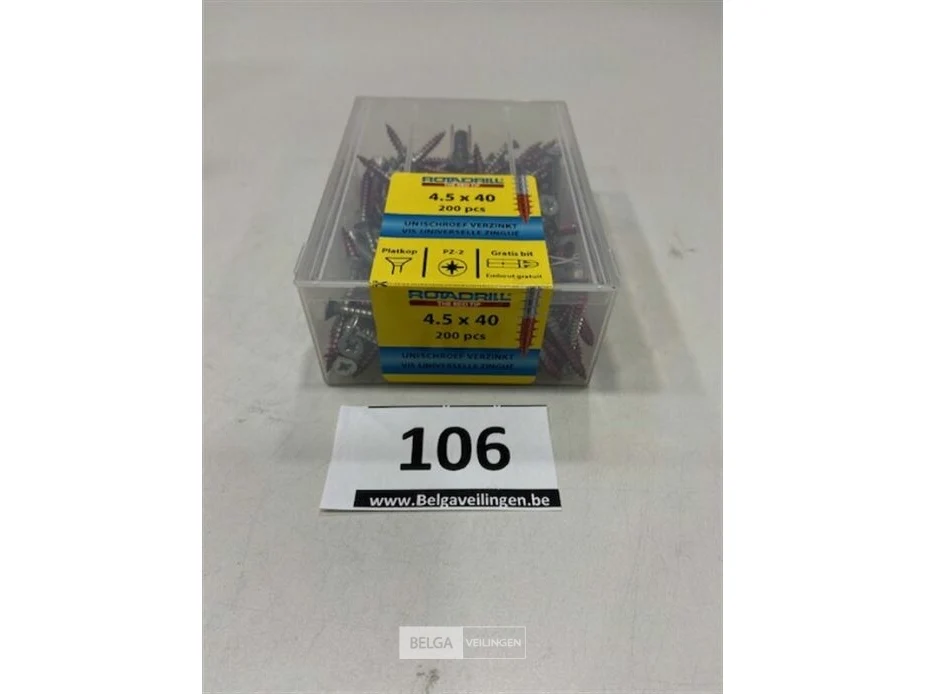 ROTADRILL
THE RED TIP
4.5 x 40
200 pcs
UNISCHROEF VERZINKT
VIS UNIVERSELLE ZINGUÉ
Platkop
PZ-2
Gratis bit
Embout gratuit
ROTADRILL
THE RED TIP
4.5 x 40
200 pcs
UNISCHROEF VERZINKT
VIS UNIVERSELLE ZINGUÉ
106
www.Belgaveilingen.be
BELGA VEILINGEN